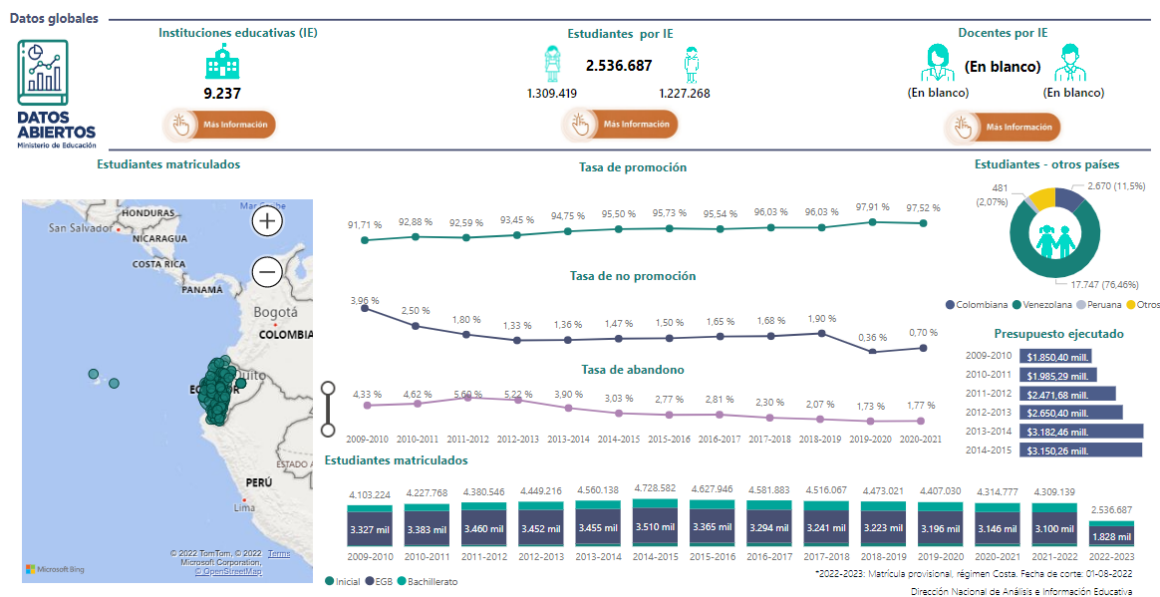 Datos globales
Instituciones educativas (IE)
9.237
Más Información
Estudiantes por IE
2.536.687
1.309.419
1.227.268
Más Información
Docentes por IE
(En blanco)
(En blanco)
(En blanco)
Más Información
DATOS
ABIERTOS
Ministerio de Educación
Estudiantes matriculados
HONDURAS
San Salvador
NICARAGUA
COSTA RICA
PANAMÁ
Bogotá
COLOMBIA
PERÚ
Lima
© 2022 TomTom, © 2022 Terms
Microsoft Corporation,
© OpenStreetMap
Microsoft Bing
Tasa de promoción
91,71 % 92,88 % 92,59 % 93,45 % 94,75 % 95,50 % 95,73 % 95,54 % 96,03 % 96,03 % 97,91 % 97,52 %
Tasa de no promoción
3,96 % 2,50 % 1,80 % 1,33 % 1,36 % 1,47 % 1,50 % 1,65 % 1,68 % 1,90 % 0,36 % 0,70 %
Tasa de abandono
4,33 % 4,62 % 5,60 % 5,22 % 3,90 % 3,03 % 2,77 % 2,81 % 2,30 % 2,07 % 1,73 % 1,77 %
2009-2010 2010-2011 2011-2012 2012-2013 2013-2014 2014-2015 2015-2016 2016-2017 2017-2018 2018-2019 2019-2020 2020-2021
Estudiantes - otros países
481
(2,07%)
2.670 (11,5%)
17.747 (76,46%)
Colombiana Venezolana Peruana Otros
Presupuesto ejecutado
2009-2010 $1.850,40 mill.
2010-2011 $1.985,29 mill.
2011-2012 $2.471,68 mill.
2012-2013 $2.650,40 mill.
2013-2014 $3.182,46 mill.
2014-2015 $3.150,26 mill.
Estudiantes matriculados
4.103.224 4.227.768 4.380.546 4.449.216 4.560.138 4.728.582 4.627.946 4.581.883 4.516.067 4.473.021 4.407.030 4.314.777 4.309.139 2.536.687
3.327 mil 3.383 mil 3.460 mil 3.452 mil 3.455 mil 3.510 mil 3.365 mil 3.294 mil 3.241 mil 3.223 mil 3.196 mil 3.146 mil 3.100 mil 1.828 mil
2009-2010 2010-2011 2011-2012 2012-2013 2013-2014 2014-2015 2015-2016 2016-2017 2017-2018 2018-2019 2019-2020 2020-2021 2021-2022 2022-2023
Inicial EGB Bachillerato
*2022-2023: Matrícula provisional, régimen Costa. Fecha de corte: 01-08-2022
Dirección Nacional de Análisis e Información Educativa